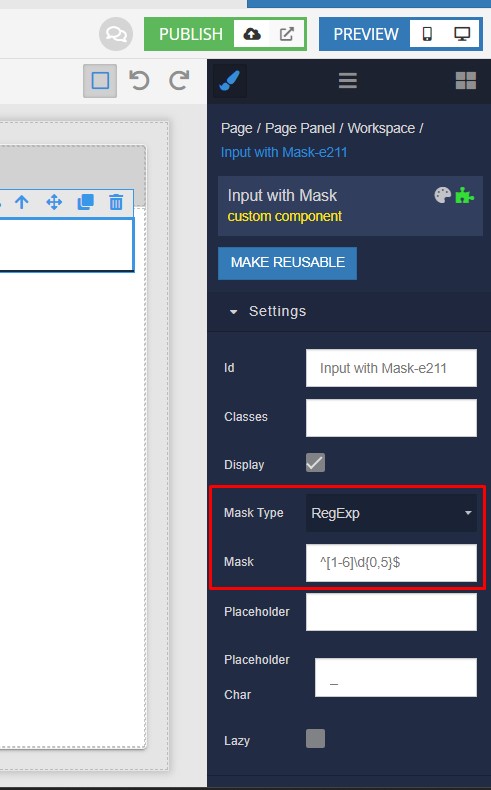 PUBLISH
PREVIEW
Page / Page Panel / Workspace /
Input with Mask-e211
Input with Mask
custom component
MAKE REUSABLE
Settings
Id
Input with Mask-e211
Classes
Display
Mask Type
RegExp
Mask
^[1-6]\d{0,5}$
Placeholder
Placeholder
Char
_
Lazy